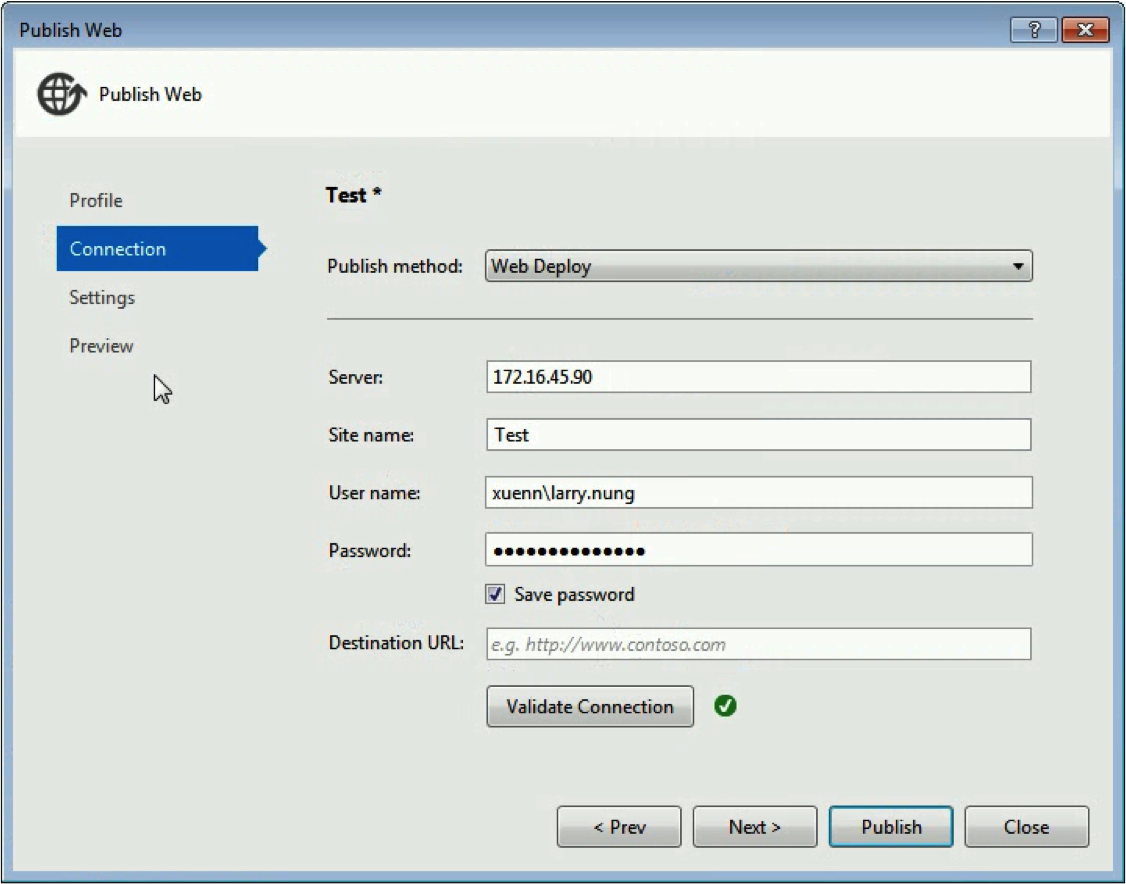 Publish Web
?
Publish Web
Profile
Connection
Settings
Preview
Test *
Publish method: Web Deploy
Server: 172.16.45.90
Site name: Test
User name: xuenn\larry.nung
Password: ••••••••••••••
Save password
Destination URL: e.g. http://www.contoso.com
Validate Connection
< Prev Next > Publish Close